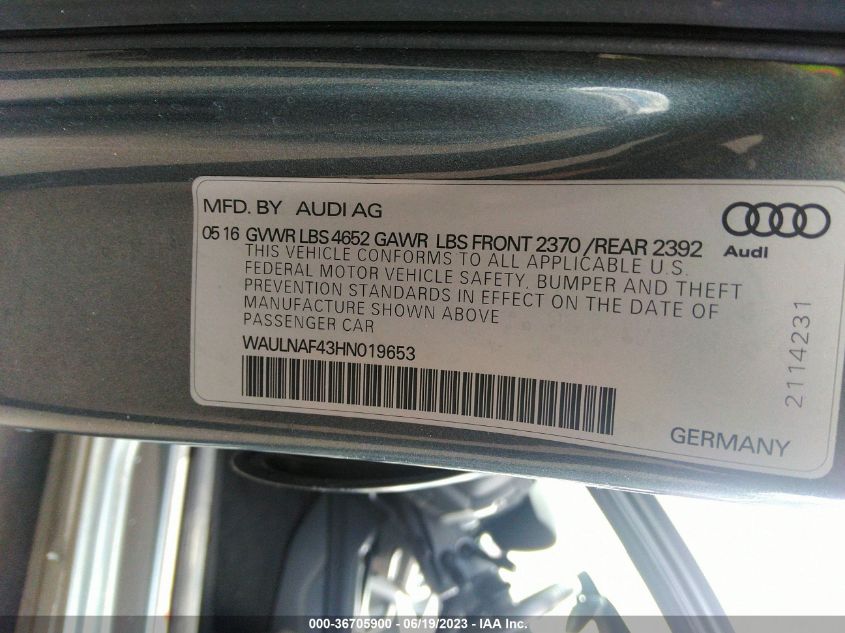 MFD. BY AUDI AG
05 16 GVWR LBS 4652 GAWR LBS FRONT 2370 /REAR 2392
THIS VEHICLE CONFORMS TO ALL APPLICABLE U.S.
FEDERAL MOTOR VEHICLE SAFETY, BUMPER AND THEFT
PREVENTION STANDARDS IN EFFECT ON THE DATE OF
MANUFACTURE SHOWN ABOVE
PASSENGER CAR
WAULNAF43HN019653
Audi
21114231
GERMANY
000-36705900 - 06/19/2023 - IAA Inc.